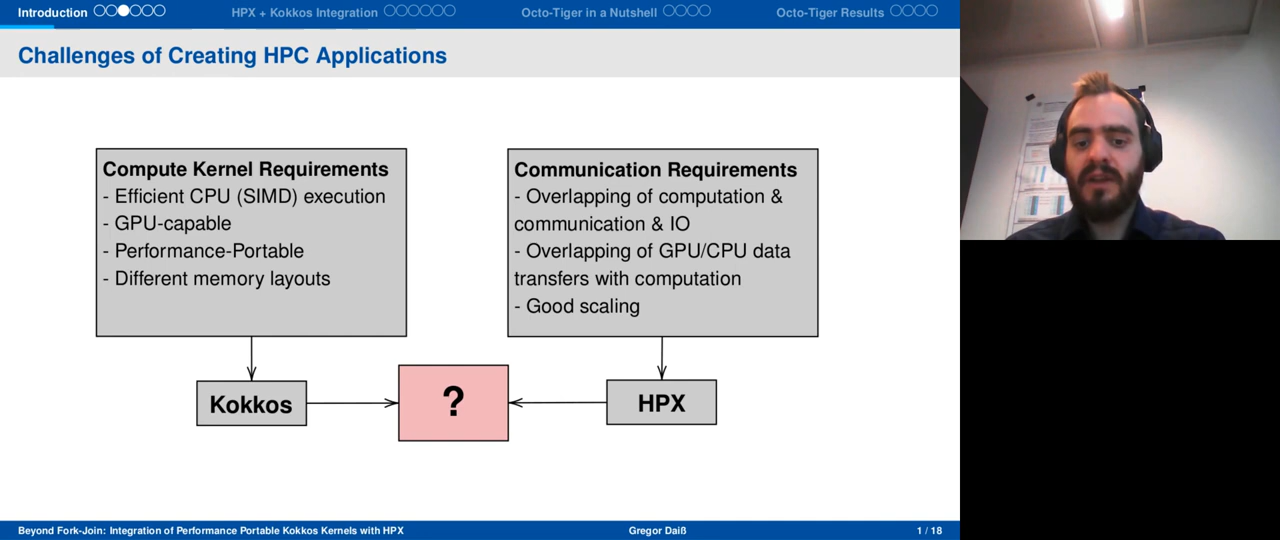 Introduction
HPX + Kokkos Integration
Octo-Tiger in a Nutshell
Octo-Tiger Results
Challenges of Creating HPC Applications
Compute Kernel Requirements
- Efficient CPU (SIMD) execution
- GPU-capable
- Performance-Portable
- Different memory layouts
Communication Requirements
- Overlapping of computation &
communication & IO
- Overlapping of GPU/CPU data
transfers with computation
- Good scaling
Kokkos
?
HPX
Beyond Fork-Join: Integration of Performance Portable Kokkos Kernels with HPX
Gregor Daiß
1 / 18